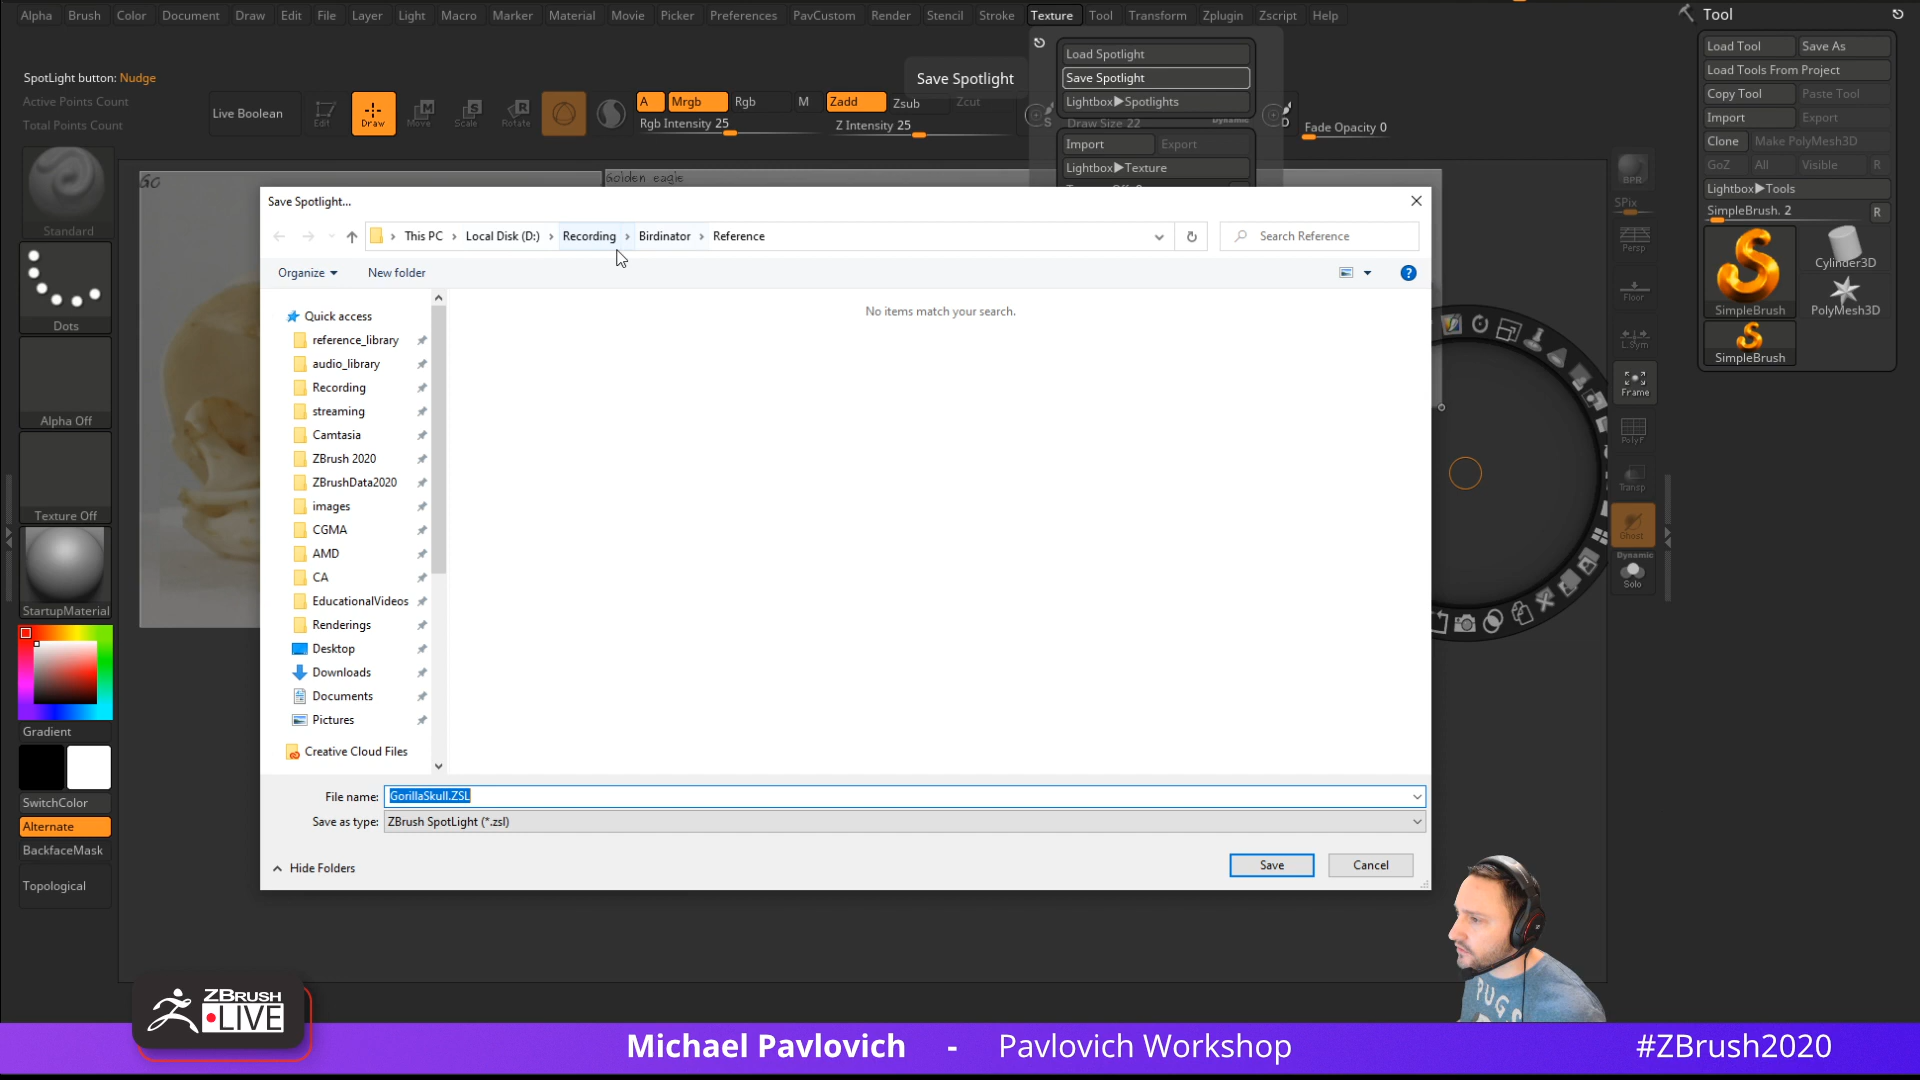 Alpha Brush Color Document Draw Edit File Layer Light Macro Marker Material Movie Picker Preferences PavCustom Render Stencil Stroke Texture Tool Transform Zplugin Zscript Help
Tool
Load Spotlight
Save Spotlight
Lightbox▶Spotlights
Import Export
Lightbox▶Texture
Save Spotlight
SpotLight button: Nudge
Active Points Count
Total Points Count
Live Boolean
Edit
Draw
Move
Scale
Rotate
A Mrgb Rgb M Zadd Zsub Zcut
Rgb Intensity 25
Z Intensity 25
Draw Size 22
Dynamic
Fade Opacity 0
Load Tool Save As
Load Tools From Project
Copy Tool Paste Tool
Import Export
Clone Make PolyMesh3D
GoZ All Visible R
Lightbox▶Tools
SimpleBrush. 2 R
SimpleBrush
Cylinder3D
PolyMesh3D
SimpleBrush
Standard
Dots
Alpha Off
Texture Off
StartupMaterial
Gradient
SwitchColor
Alternate
BackfaceMask
Topological
GO
Golden eagle
Save Spotlight...
This PC › Local Disk (D:) › Recording › Birdinator › Reference
Search Reference
Organize New folder
No items match your search.
Quick access
reference_library
audio_library
Recording
streaming
Camtasia
ZBrush 2020
ZBrushData2020
images
CGMA
AMD
CA
EducationalVideos
Renderings
Desktop
Downloads
Documents
Pictures
Creative Cloud Files
File name: GorillaSkull.ZSL
Save as type: ZBrush SpotLight (*.zsl)
Hide Folders
Save Cancel
BPR
SPix
Persp
Floor
L.Sym
Frame
PolyF
Transp
Ghost
Dynamic
Solo
PUGS
ZBRUSH
LIVE
Michael Pavlovich - Pavlovich Workshop
#ZBrush2020